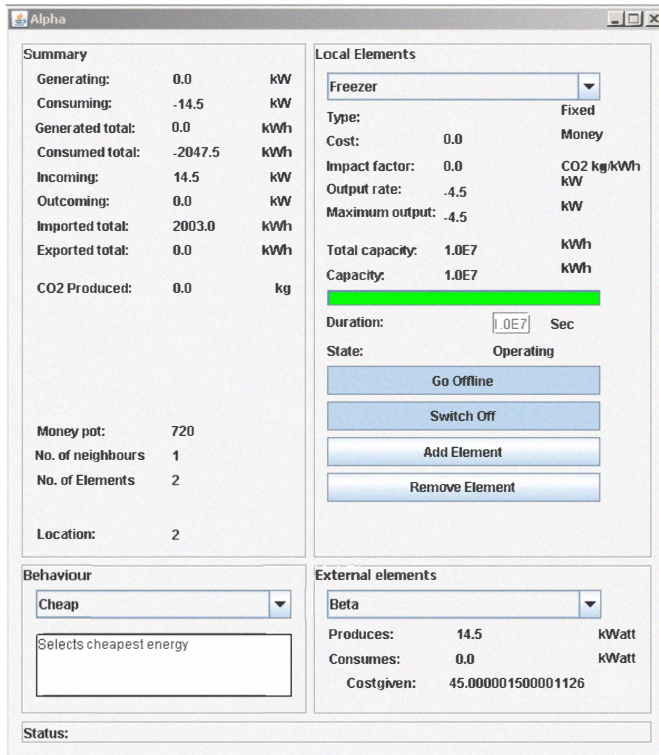 Alpha
Summary
Generating: 0.0 kW
Consuming: -14.5 kW
Generated total: 0.0 kWh
Consumed total: -2047.5 kWh
Incoming: 14.5 kW
Outcoming: 0.0 kW
Imported total: 2003.0 kWh
Exported total: 0.0 kWh
CO2 Produced: 0.0 kg
Money pot: 720
No. of neighbours 1
No. of Elements 2
Location: 2
Local Elements
Freezer
Type: Fixed
Cost: 0.0 Money
Impact factor: 0.0 CO2 kg/kWh
Output rate: -4.5 kW
Maximum output: -4.5 kW
Total capacity: 1.0E7 kWh
Capacity: 1.0E7 kWh
Duration: 1.0E7 Sec
State: Operating
Go Offline
Switch Off
Add Element
Remove Element
Behaviour
Cheap
Selects cheapest energy
External elements
Beta
Produces: 14.5 kWatt
Consumes: 0.0 kWatt
Costgiven: 45.000001500001126
Status: